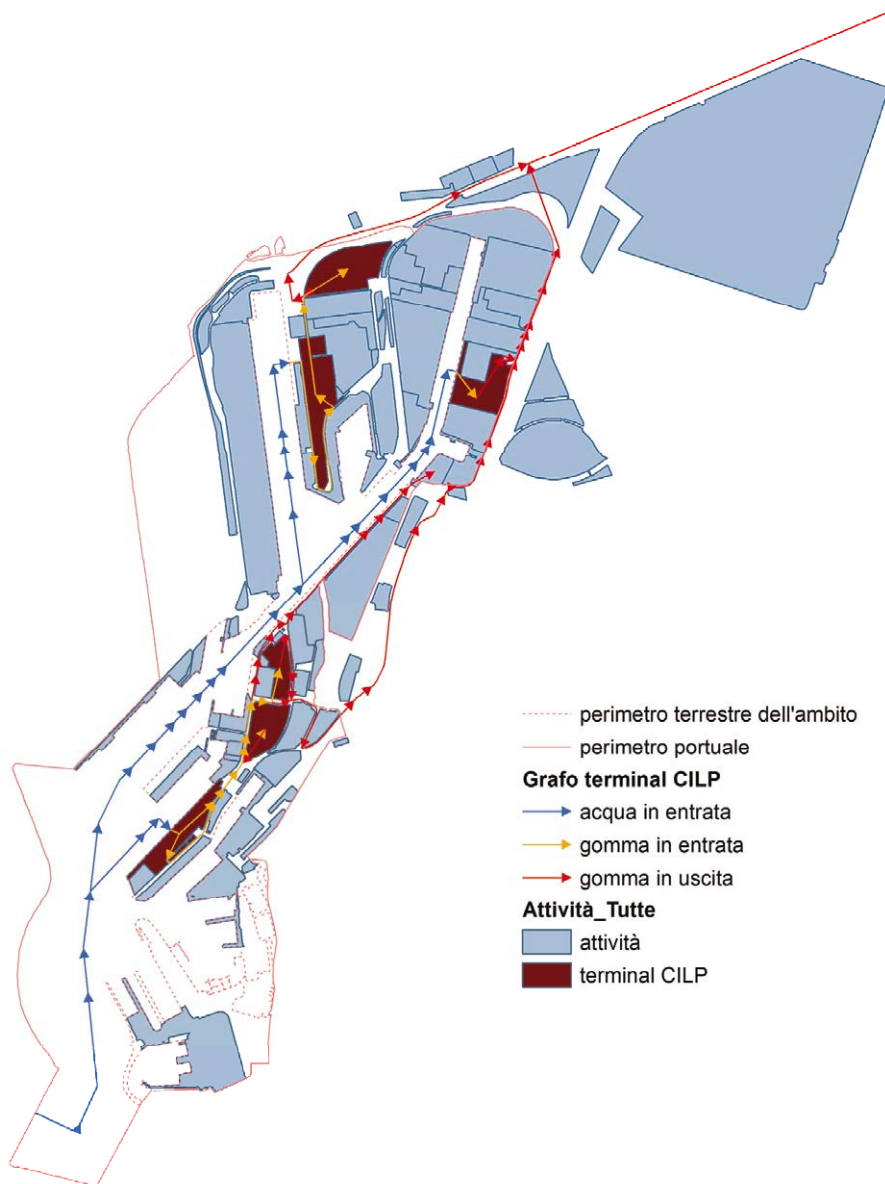 perimetro terrestre dell'ambito
perimetro portuale
Grafo terminal CILP
acqua in entrata
gomma in entrata
gomma in uscita
Attività_Tutte
attività
terminal CILP